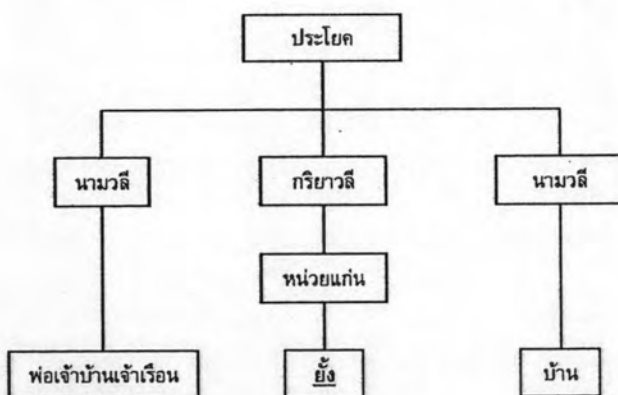 ประโยค
นามวลี กริยาวลี นามวลี
หน่วยแก่น
พ่อเจ้าบ้านเจ้าเรือน ยั้ง บ้าน